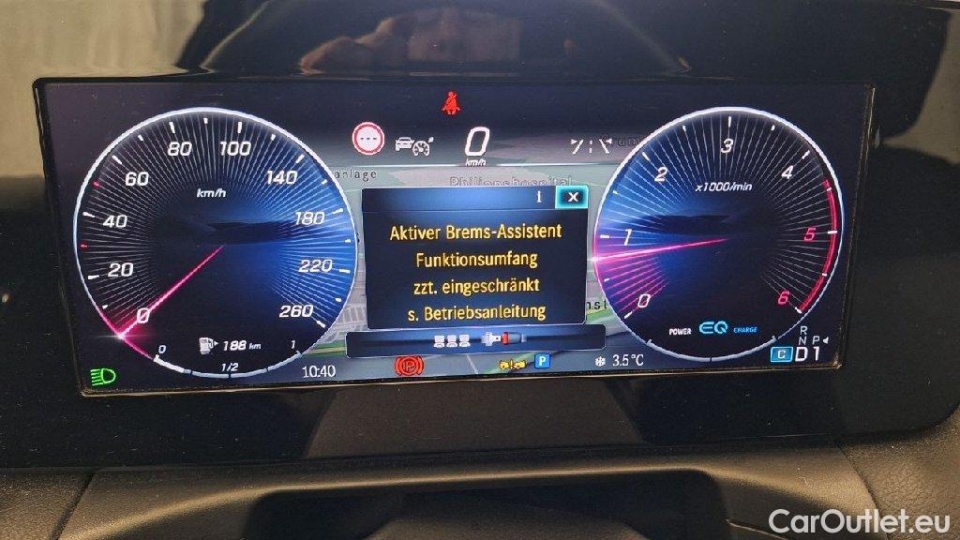 0
km/h
anlage
Philippshospital
80
100
60
140
km/h
40
180
20
220
0
260
188 km
0
1/2
1
i X
Aktiver Brems-Assistent
Funktionsumfang
zzt. eingeschränkt
s. Betriebsanleitung
3
2
4
x1000/min
1
5
0
6
POWER EQ CHARGE
R
N P
C D1
10:40
P
P
3.5°C
CarOutlet.eu